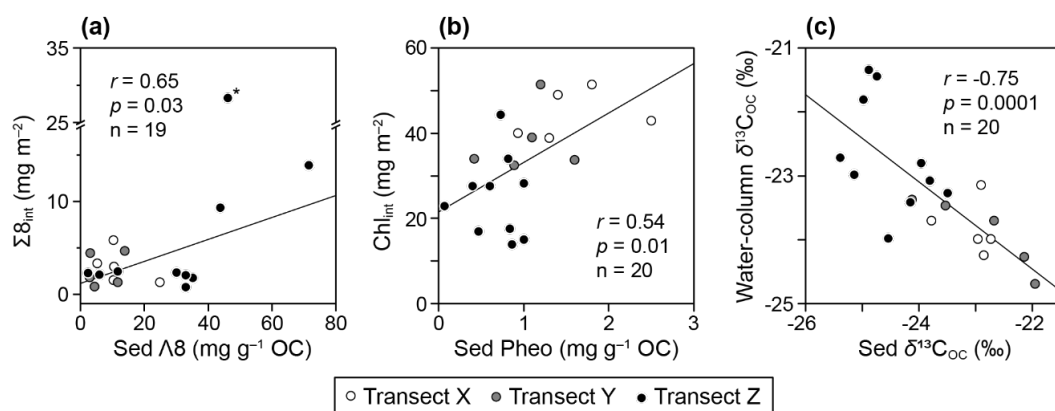 (a)
(b)
(c)
35
25
10
0
Σ8int (mg m⁻²)
r = 0.65
p = 0.03
n = 19
*
0 20 40 60 80
Sed Λ8 (mg g⁻¹ OC)
60
40
20
0
Chlint (mg m⁻²)
r = 0.54
p = 0.01
n = 20
0 1 2 3
Sed Pheo (mg g⁻¹ OC)
-21
-23
-25
Water-column δ¹³COC (‰)
r = -0.75
p = 0.0001
n = 20
-26 -24 -22
Sed δ¹³COC (‰)
Transect X Transect Y Transect Z